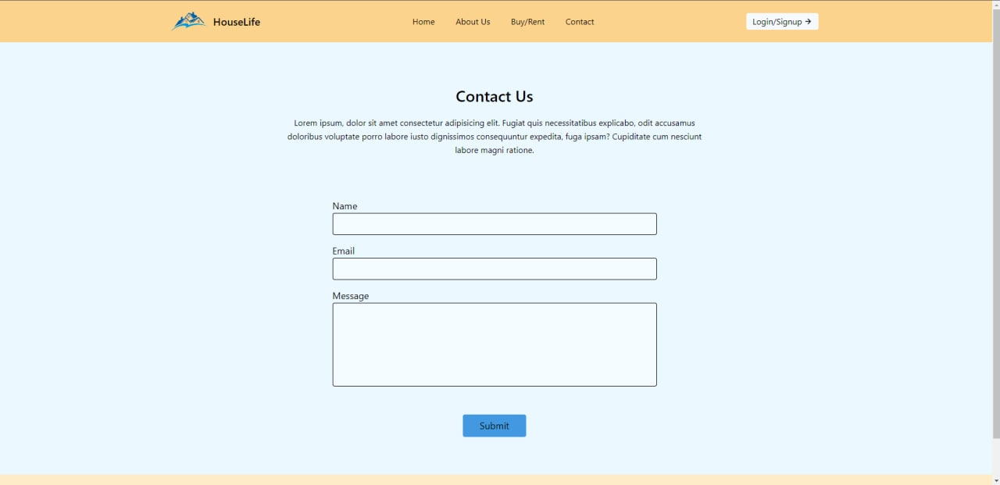 HouseLife
Home
About Us
Buy/Rent
Contact
Login/Signup →
Contact Us
Lorem ipsum, dolor sit amet consectetur adipisicing elit. Fugiat quis necessitatibus explicabo, odit accusamus
doloribus voluptate porro labore iusto dignissimos consequuntur expedita, fuga ipsam? Cupiditate cum nesciunt
labore magni ratione.
Name
Email
Message
Submit